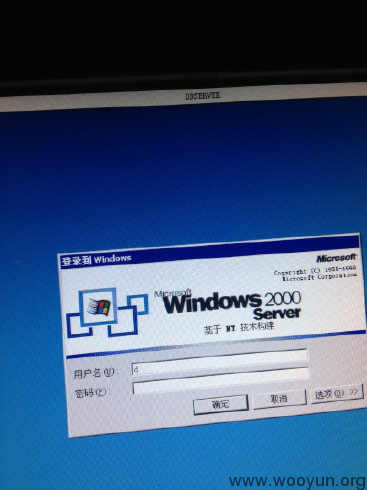 DBSERVER
登录到 Windows
Microsoft
Copyright (C) 1985-1999
Microsoft Corporation
Microsoft
Windows 2000
Server
基于 NT 技术构建
用户名(U): d
密码(P):
确定 取消 选项(O) >>
www.wooyun.org